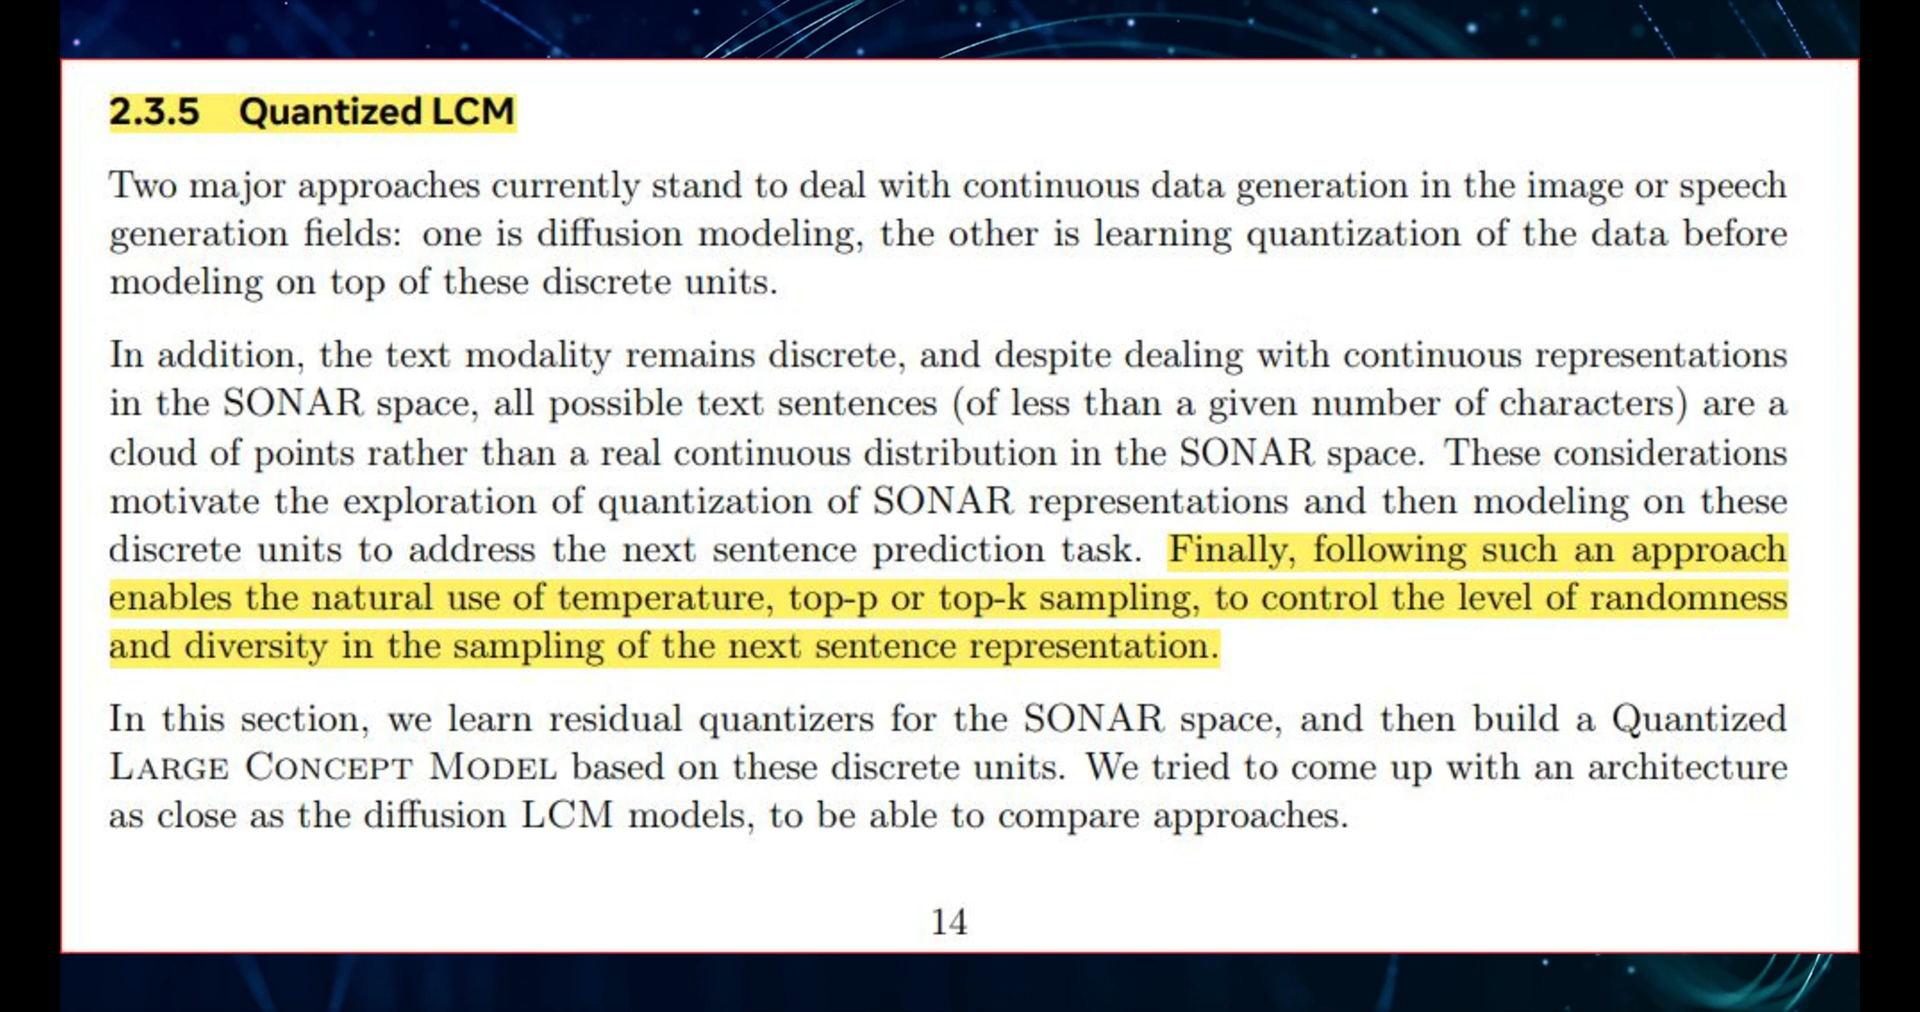 2.3.5 Quantized LCM
Two major approaches currently stand to deal with continuous data generation in the image or speech
generation fields: one is diffusion modeling, the other is learning quantization of the data before
modeling on top of these discrete units.
In addition, the text modality remains discrete, and despite dealing with continuous representations
in the SONAR space, all possible text sentences (of less than a given number of characters) are a
cloud of points rather than a real continuous distribution in the SONAR space. These considerations
motivate the exploration of quantization of SONAR representations and then modeling on these
discrete units to address the next sentence prediction task. Finally, following such an approach
enables the natural use of temperature, top-p or top-k sampling, to control the level of randomness
and diversity in the sampling of the next sentence representation.
In this section, we learn residual quantizers for the SONAR space, and then build a Quantized
LARGE CONCEPT MODEL based on these discrete units. We tried to come up with an architecture
as close as the diffusion LCM models, to be able to compare approaches.
14